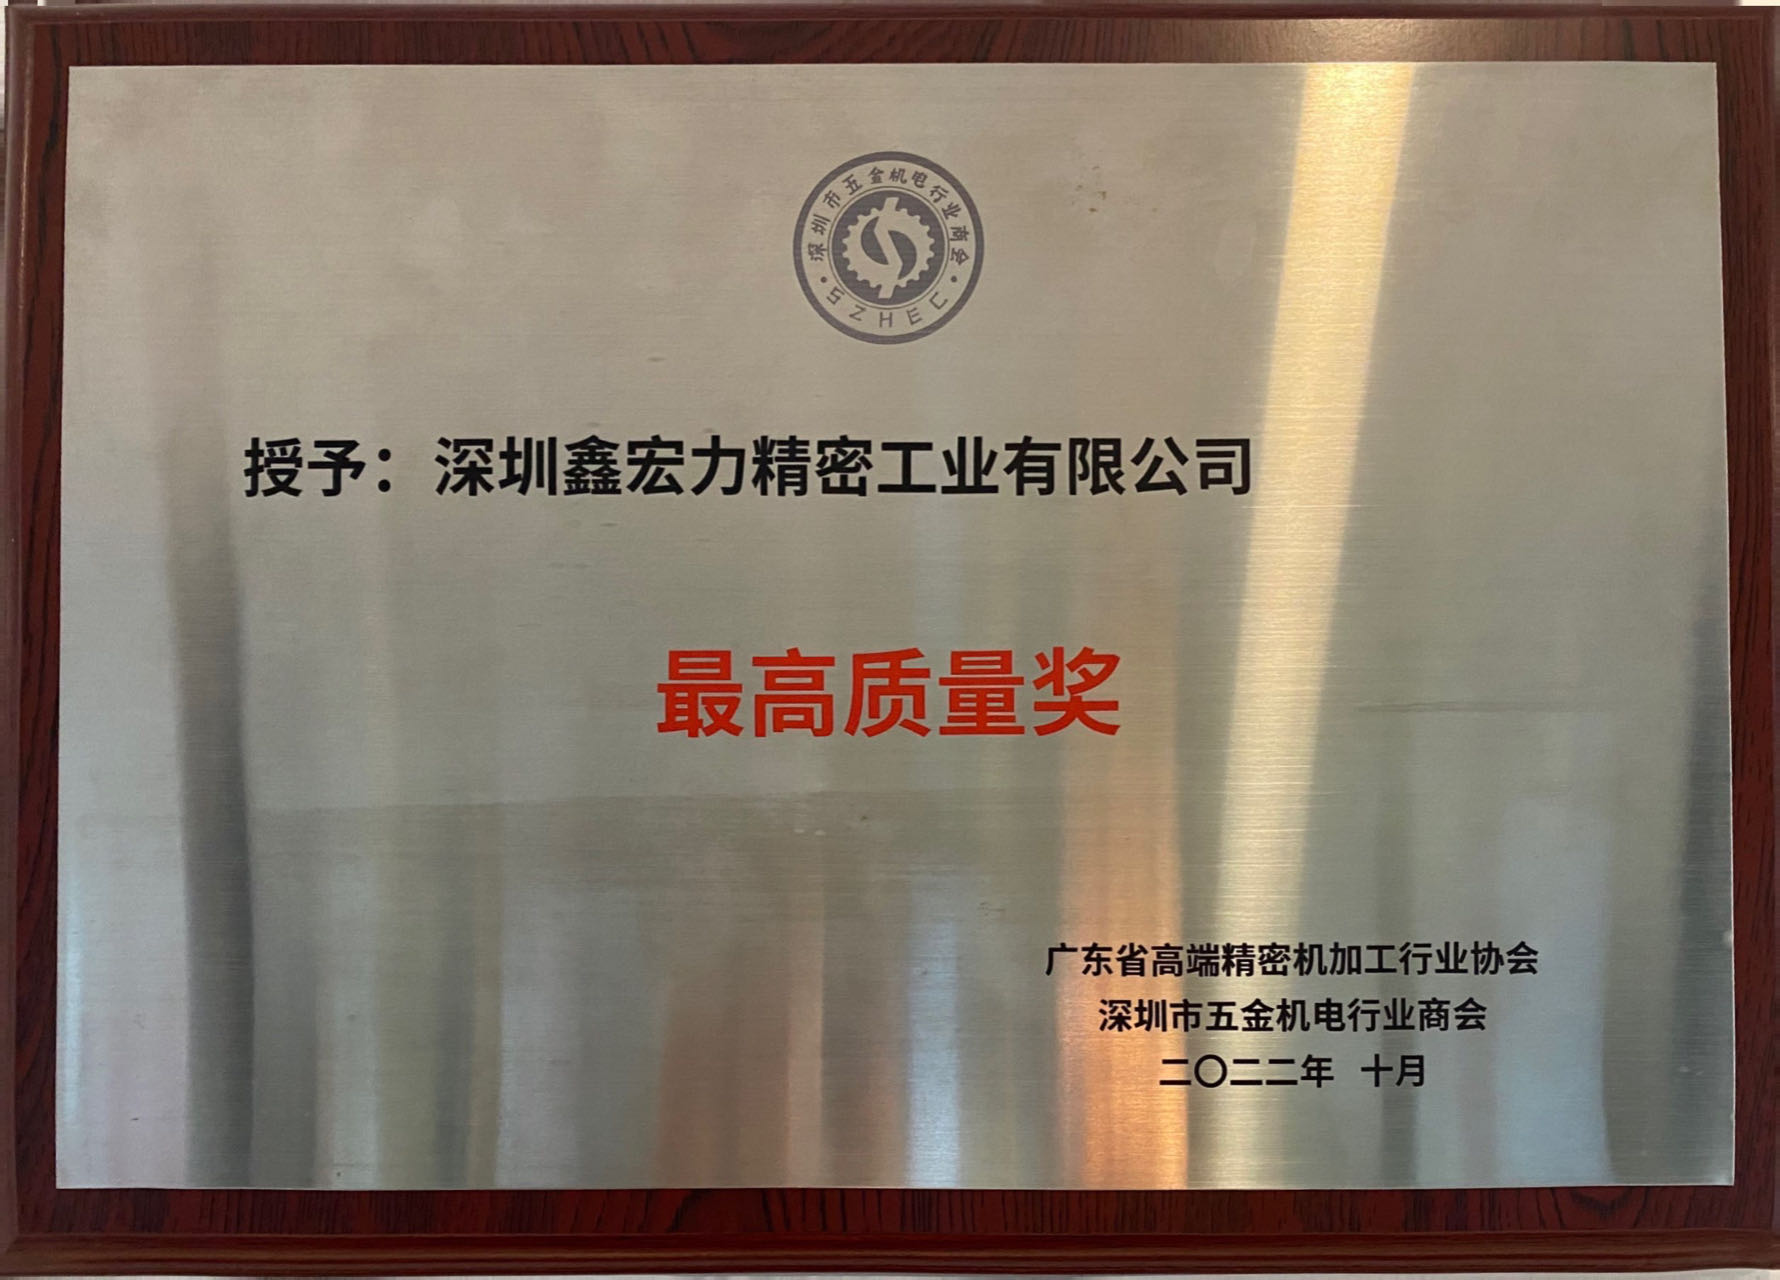 深圳市五金机电行业商会
SZHEC
授予：深圳鑫宏力精密工业有限公司
最高质量奖
广东省高端精密机加工行业协会
深圳市五金机电行业商会
二〇二二年 十月